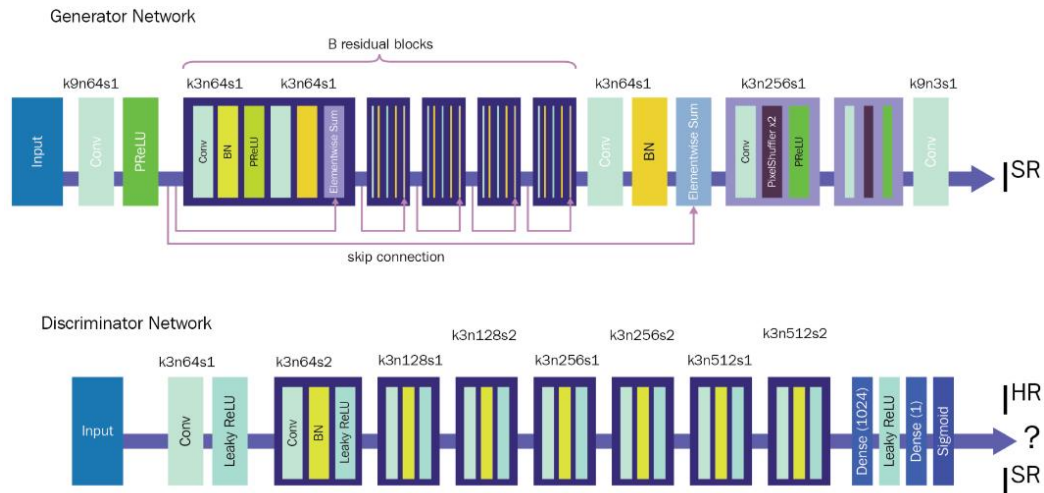 Generator Network
B residual blocks
k9n64s1
k3n64s1
k3n64s1
k3n64s1
k3n256s1
k9n3s1
Input
Conv
PReLU
Conv
BN
PReLU
Elementwise Sum
Conv
BN
Elementwise Sum
Conv
PixelShuffler x2
PReLU
Conv
I SR
skip connection
Discriminator Network
k3n128s2
k3n256s2
k3n512s2
k3n64s1
k3n64s2
k3n128s1
k3n256s1
k3n512s1
Input
Conv
Leaky ReLU
Conv
BN
Leaky ReLU
Dense (1024)
Leaky ReLU
Dense (1)
Sigmoid
I HR
?
I SR